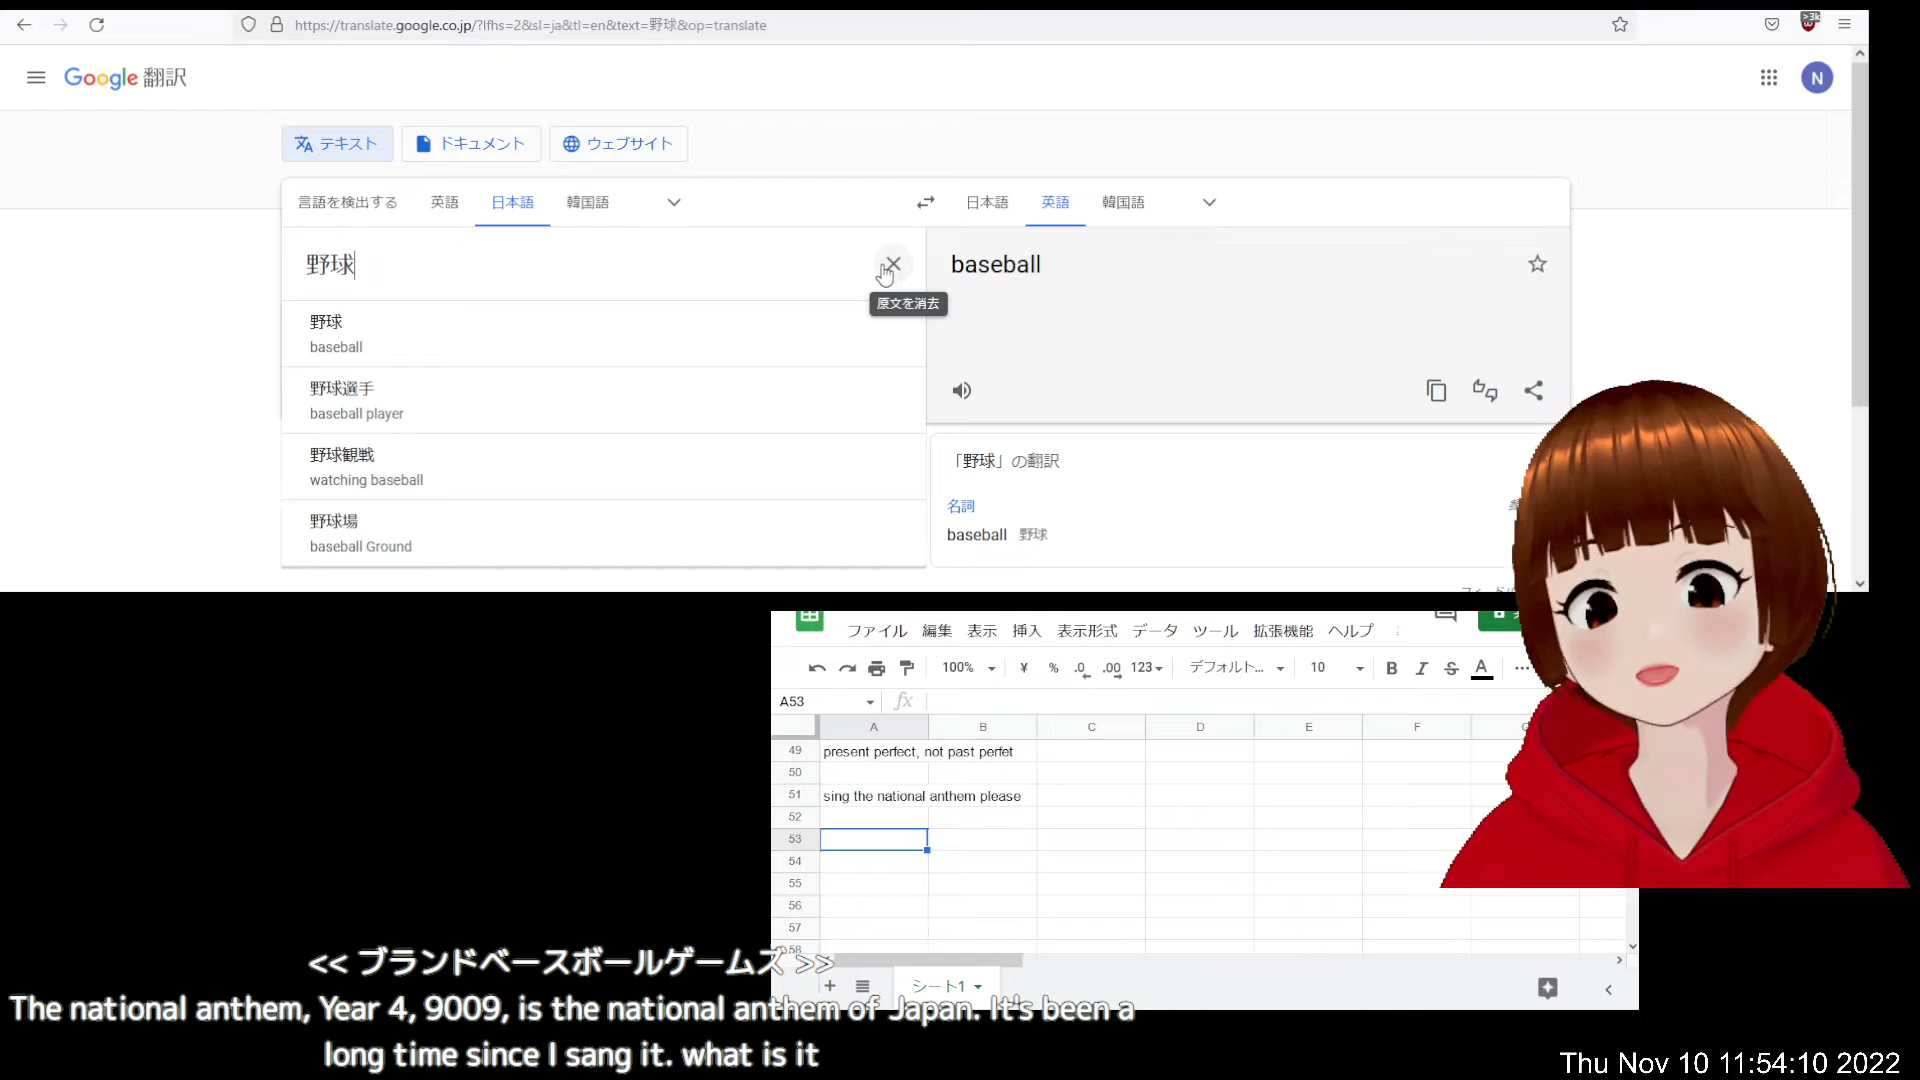 https://translate.google.co.jp/?lfhs=2&sl=ja&tl=en&text=野球&op=translate
>3k
Google 翻訳
N
テキスト
ドキュメント
ウェブサイト
言語を検出する 英語 日本語 韓国語
日本語 英語 韓国語
野球
baseball
原文を消去
野球
baseball
野球選手
baseball player
野球観戦
watching baseball
野球場
baseball Ground
「野球」の翻訳
名詞
baseball 野球
ファイル 編集 表示 挿入 表示形式 データ ツール 拡張機能 ヘルプ
100% ¥ % .0 .00 123 デフォルト... 10 B I S A
A53 fx
A B C D E F
49 present perfect, not past perfet
50
51 sing the national anthem please
52
53
54
55
56
57
58
シート1
<< ブランドベースボールゲームズ >>
The national anthem, Year 4, 9009, is the national anthem of Japan. It's been a
long time since I sang it. what is it
Thu Nov 10 11:54:10 2022